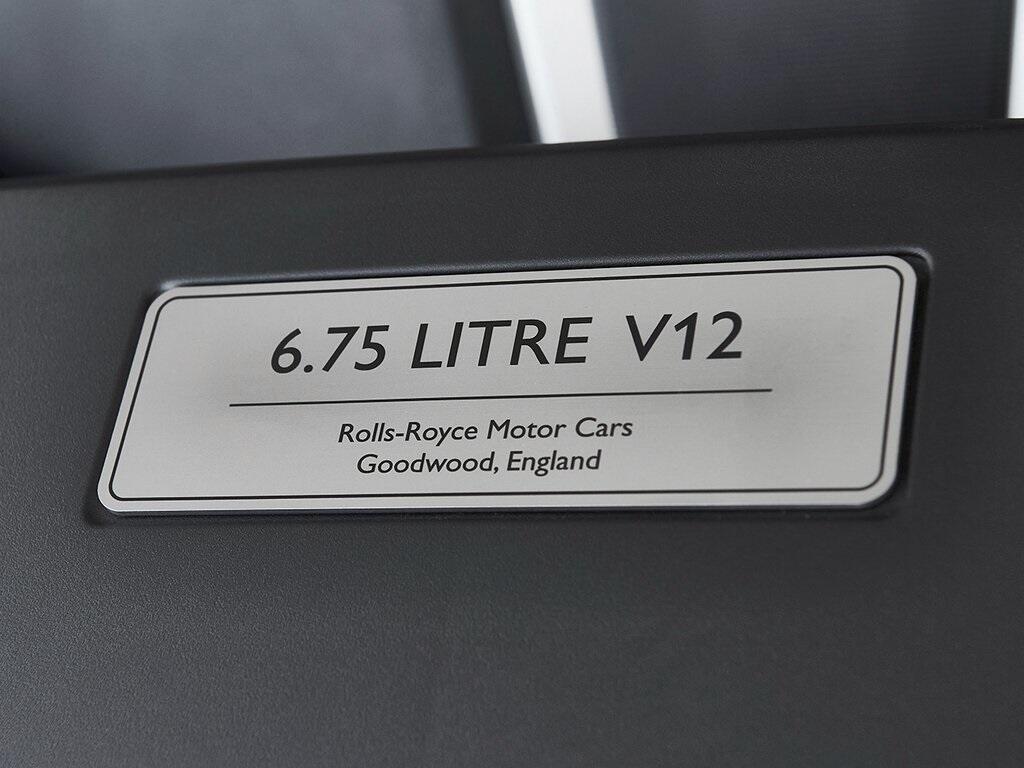 6.75 LITRE V12
Rolls-Royce Motor Cars
Goodwood, England